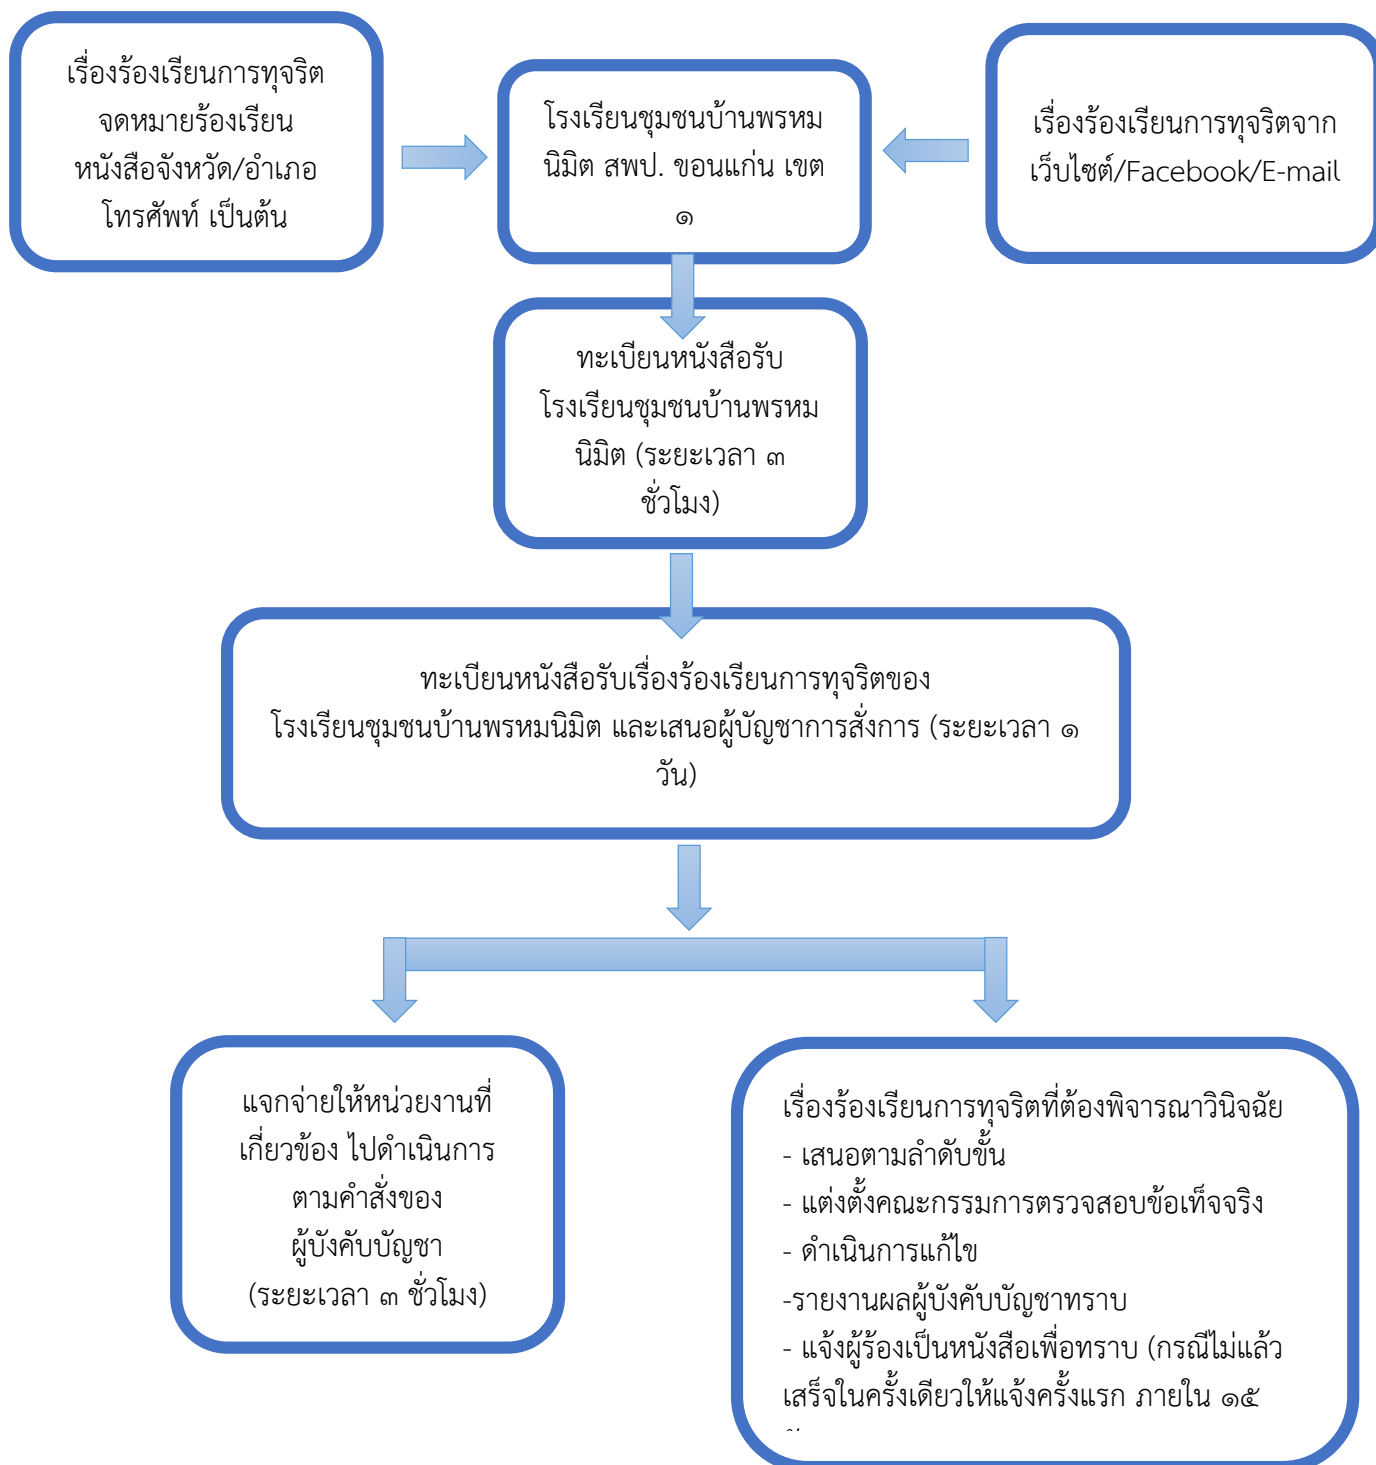 เรื่องร้องเรียนการทุจริต
จดหมายร้องเรียน
หนังสือจังหวัด/อำเภอ
โทรศัพท์ เป็นต้น
โรงเรียนชุมชนบ้านพรหม
นิมิต สพป. ขอนแก่น เขต
๑
เรื่องร้องเรียนการทุจริตจาก
เว็บไซต์/Facebook/E-mail
ทะเบียนหนังสือรับ
โรงเรียนชุมชนบ้านพรหม
นิมิต (ระยะเวลา ๓
ชั่วโมง)
ทะเบียนหนังสือรับเรื่องร้องเรียนการทุจริตของ
โรงเรียนชุมชนบ้านพรหมนิมิต และเสนอผู้บัญชาการสั่งการ (ระยะเวลา ๑
วัน)
แจกจ่ายให้หน่วยงานที่
เกี่ยวข้อง ไปดำเนินการ
ตามคำสั่งของ
ผู้บังคับบัญชา
(ระยะเวลา ๓ ชั่วโมง)
เรื่องร้องเรียนการทุจริตที่ต้องพิจารณาวินิจฉัย
- เสนอตามลำดับขั้น
- แต่งตั้งคณะกรรมการตรวจสอบข้อเท็จจริง
- ดำเนินการแก้ไข
-รายงานผลผู้บังคับบัญชาทราบ
- แจ้งผู้ร้องเป็นหนังสือเพื่อทราบ (กรณีไม่แล้ว
เสร็จในครั้งเดียวให้แจ้งครั้งแรก ภายใน ๑๕